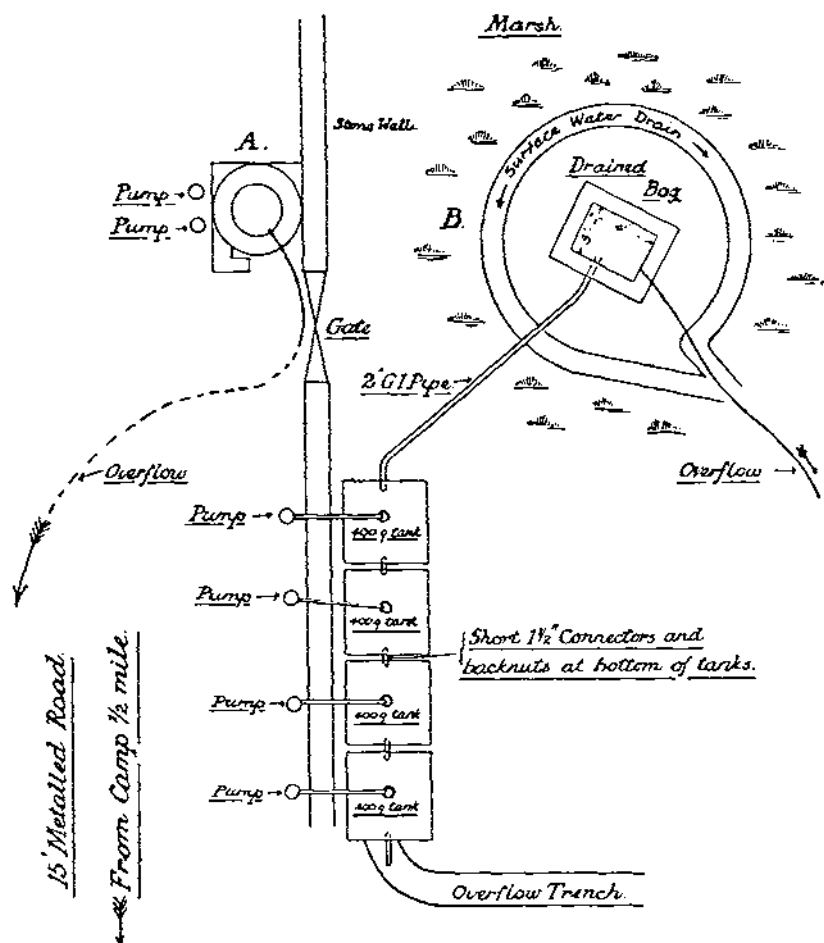 Marsh.
Stone Wall
A.
Surface Water Drain
Drained
Bog
Pump
Pump
B.
Gate
2" G.I. Pipe
Overflow
Overflow
Pump
400 g tank
Pump
400 g tank
Short 1½" Connectors and
backnuts at bottom of tanks.
Pump
400 g tank
Pump
400 g tank
15' Metalled Road.
From Camp ½ mile.
Overflow Trench.